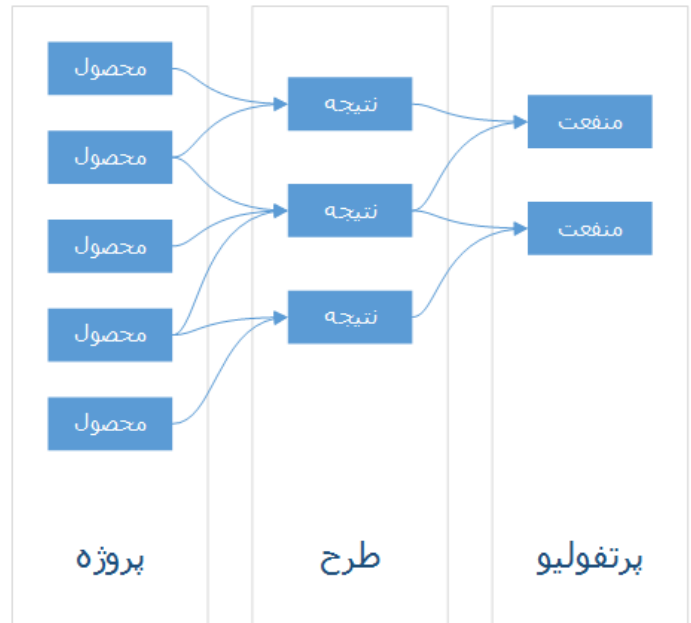 محصول
محصول
محصول
محصول
محصول
پروژه
نتیجه
نتیجه
نتیجه
طرح
منفعت
منفعت
پرتفولیو